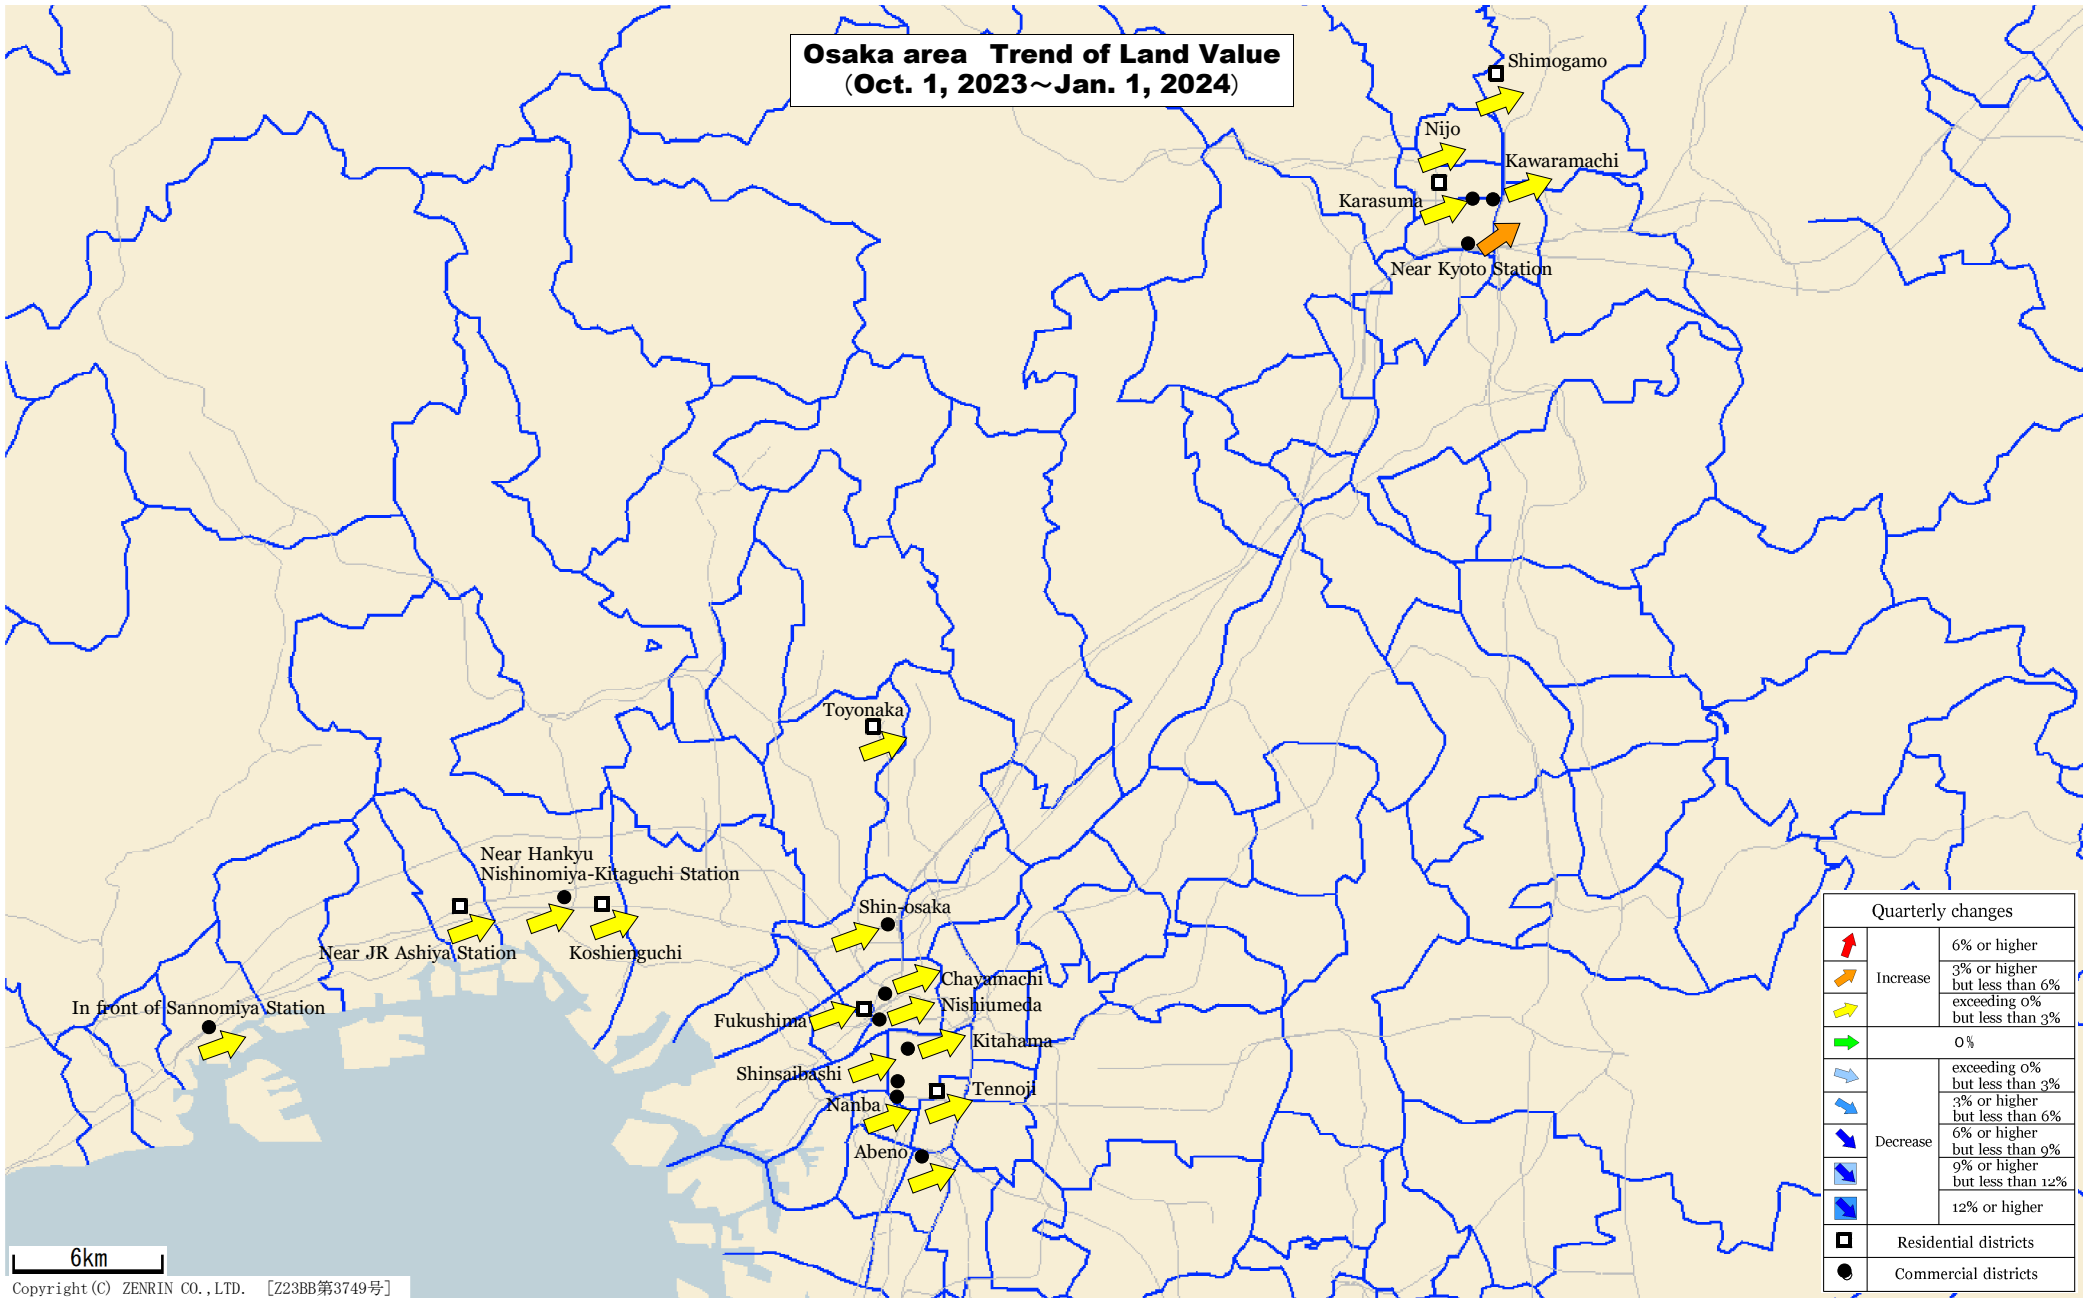 Osaka area Trend of Land Value
(Oct. 1, 2023～Jan. 1, 2024)
Shimogamo
Nijo
Kawaramachi
Karasuma
Near Kyoto Station
Toyonaka
Near Hankyu
Nishinomiya-Kitaguchi Station
Near JR Ashiya Station
Koshienguchi
In front of Sannomiya Station
Shin-osaka
Chayamachi
Nishiumeda
Fukushima
Kitahama
Shinsaibashi
Tennoji
Nanba
Abeno
Quarterly changes
Increase
6% or higher
3% or higher
but less than 6%
exceeding 0%
but less than 3%
0%
Decrease
exceeding 0%
but less than 3%
3% or higher
but less than 6%
6% or higher
but less than 9%
9% or higher
but less than 12%
12% or higher
Residential districts
Commercial districts
6km
Copyright(C) ZENRIN CO.,LTD. [Z23BB第3749号]